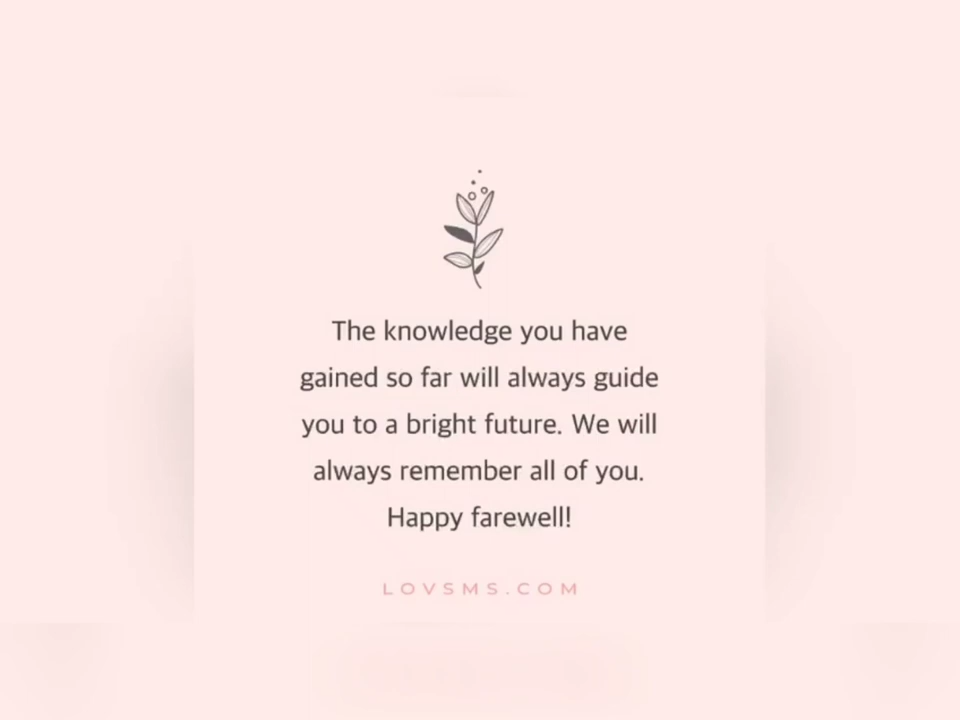 The knowledge you have
gained so far will always guide
you to a bright future. We will
always remember all of you.
Happy farewell!
LOVSMS.COM